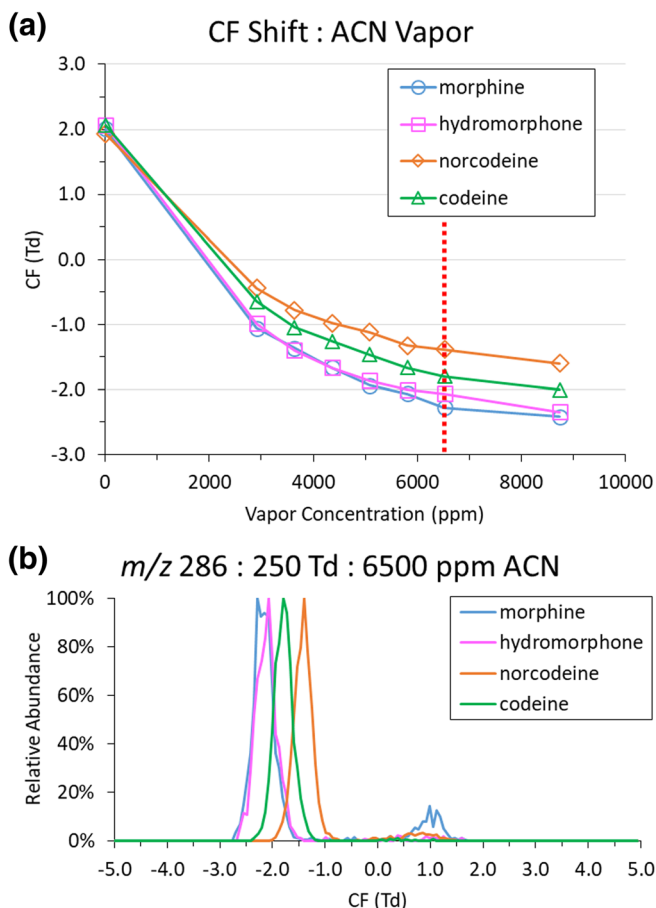 (a)
CF Shift : ACN Vapor
3.0
2.0
1.0
0.0
-1.0
-2.0
-3.0
CF (Td)
morphine
hydromorphone
norcodeine
codeine
0 2000 4000 6000 8000 10000
Vapor Concentration (ppm)
(b)
m/z 286 : 250 Td : 6500 ppm ACN
100%
80%
60%
40%
20%
0%
Relative Abundance
morphine
hydromorphone
norcodeine
codeine
-5.0 -4.0 -3.0 -2.0 -1.0 0.0 1.0 2.0 3.0 4.0 5.0
CF (Td)